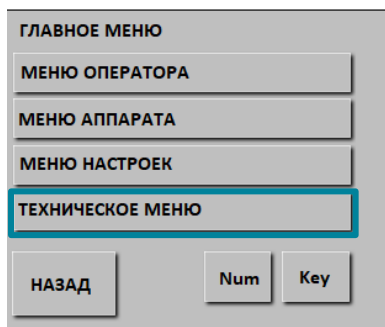 ГЛАВНОЕ МЕНЮ
МЕНЮ ОПЕРАТОРА
МЕНЮ АППАРАТА
МЕНЮ НАСТРОЕК
ТЕХНИЧЕСКОЕ МЕНЮ
НАЗАД Num Key